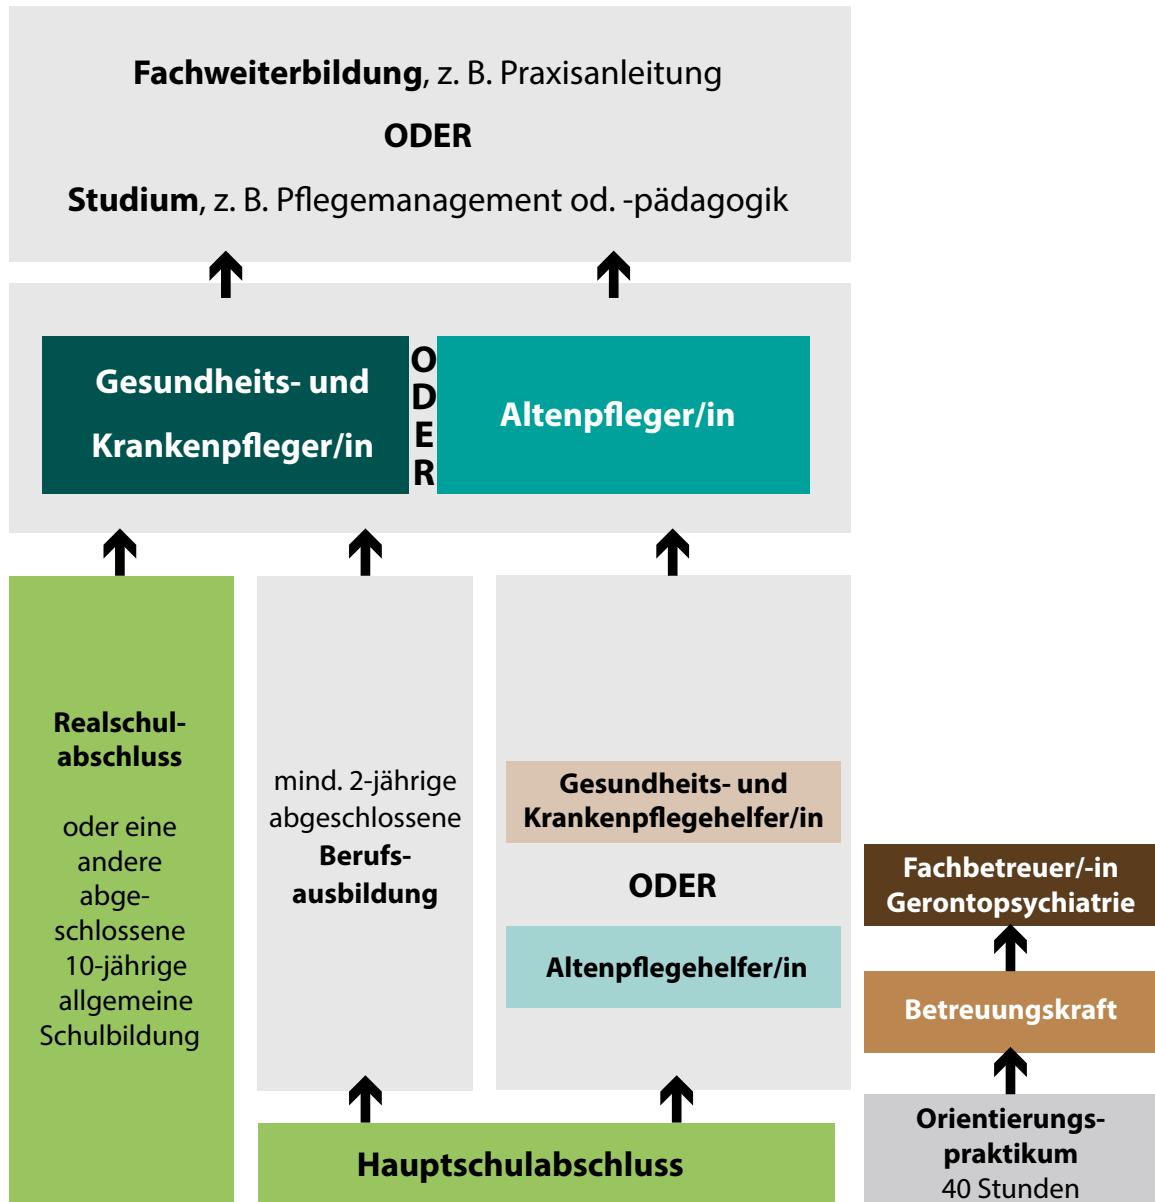 Fachweiterbildung, z. B. Praxisanleitung
ODER
Studium, z. B. Pflegemanagement od. -pädagogik
Gesundheits- und
Krankenpfleger/in
O
D
E
R
Altenpfleger/in
Realschul-
abschluss
oder eine
andere
abge-
schlossene
10-jährige
allgemeine
Schulbildung
mind. 2-jährige
abgeschlossene
Berufs-
ausbildung
Gesundheits- und
Krankenpflegehelfer/in
ODER
Altenpflegehelfer/in
Hauptschulabschluss
Fachbetreuer/-in
Gerontopsychiatrie
Betreuungskraft
Orientierungs-
praktikum
40 Stunden